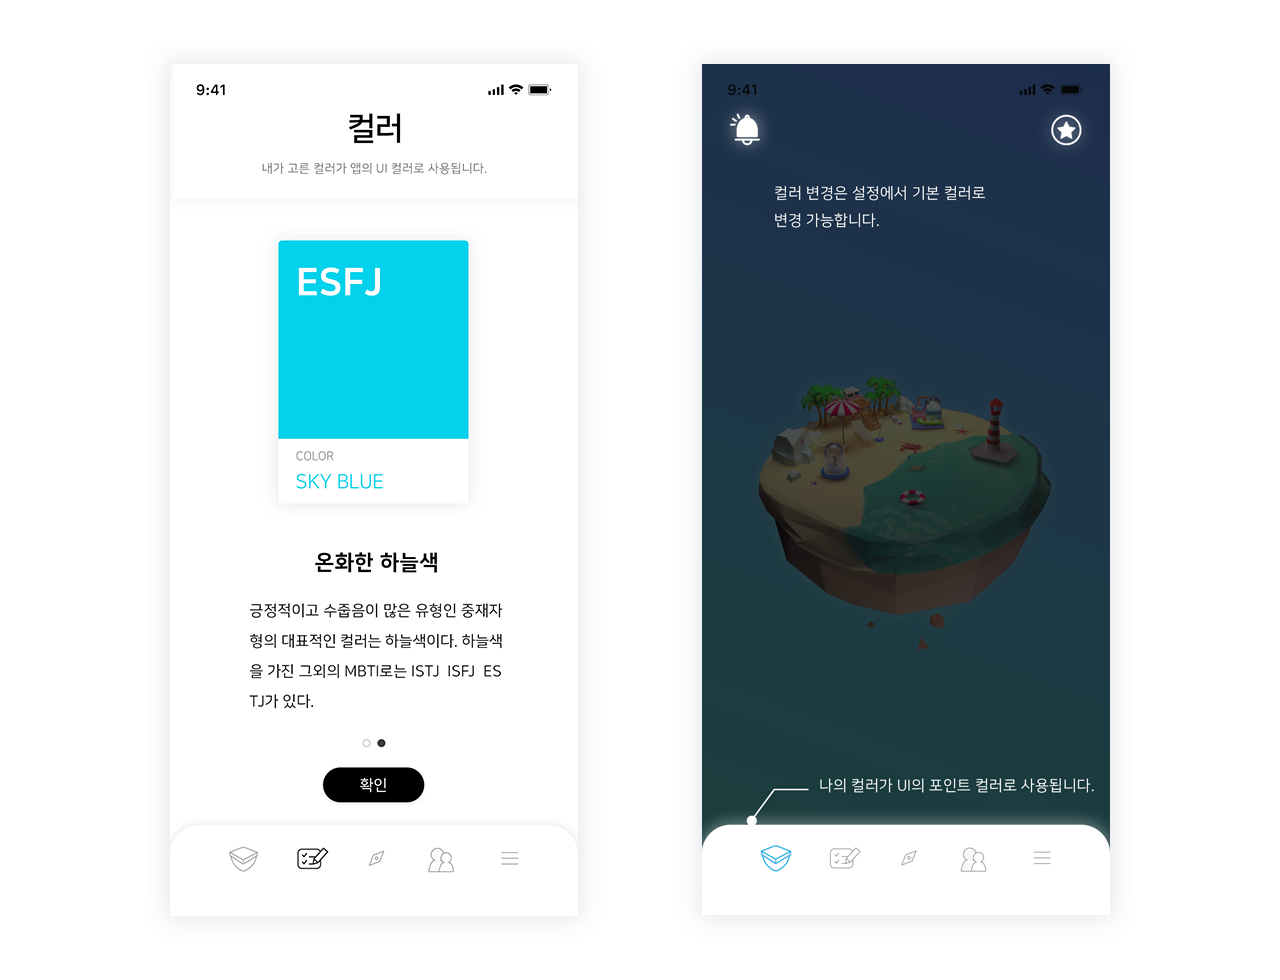 9:41
컬러
내가 고른 컬러가 앱의 UI 컬러로 사용됩니다.
ESFJ
COLOR
SKY BLUE
온화한 하늘색
긍정적이고 수줍음이 많은 유형인 중재자
형의 대표적인 컬러는 하늘색이다. 하늘색
을 가진 그외의 MBTI로는 ISTJ ISFJ ES
TJ가 있다.
확인
9:41
컬러 변경은 설정에서 기본 컬러로
변경 가능합니다.
나의 컬러가 UI의 포인트 컬러로 사용됩니다.